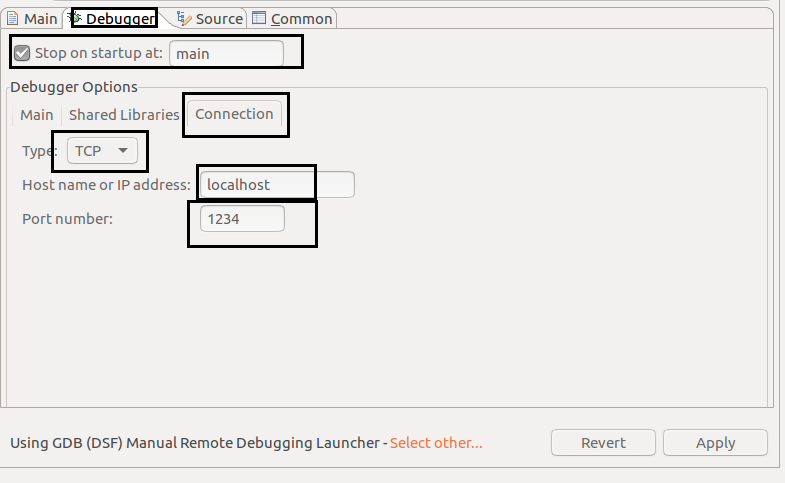 Main Debugger Source Common
Stop on startup at: main
Debugger Options
Main Shared Libraries Connection
Type: TCP
Host name or IP address: localhost
Port number: 1234
Using GDB (DSF) Manual Remote Debugging Launcher - Select other... Revert Apply